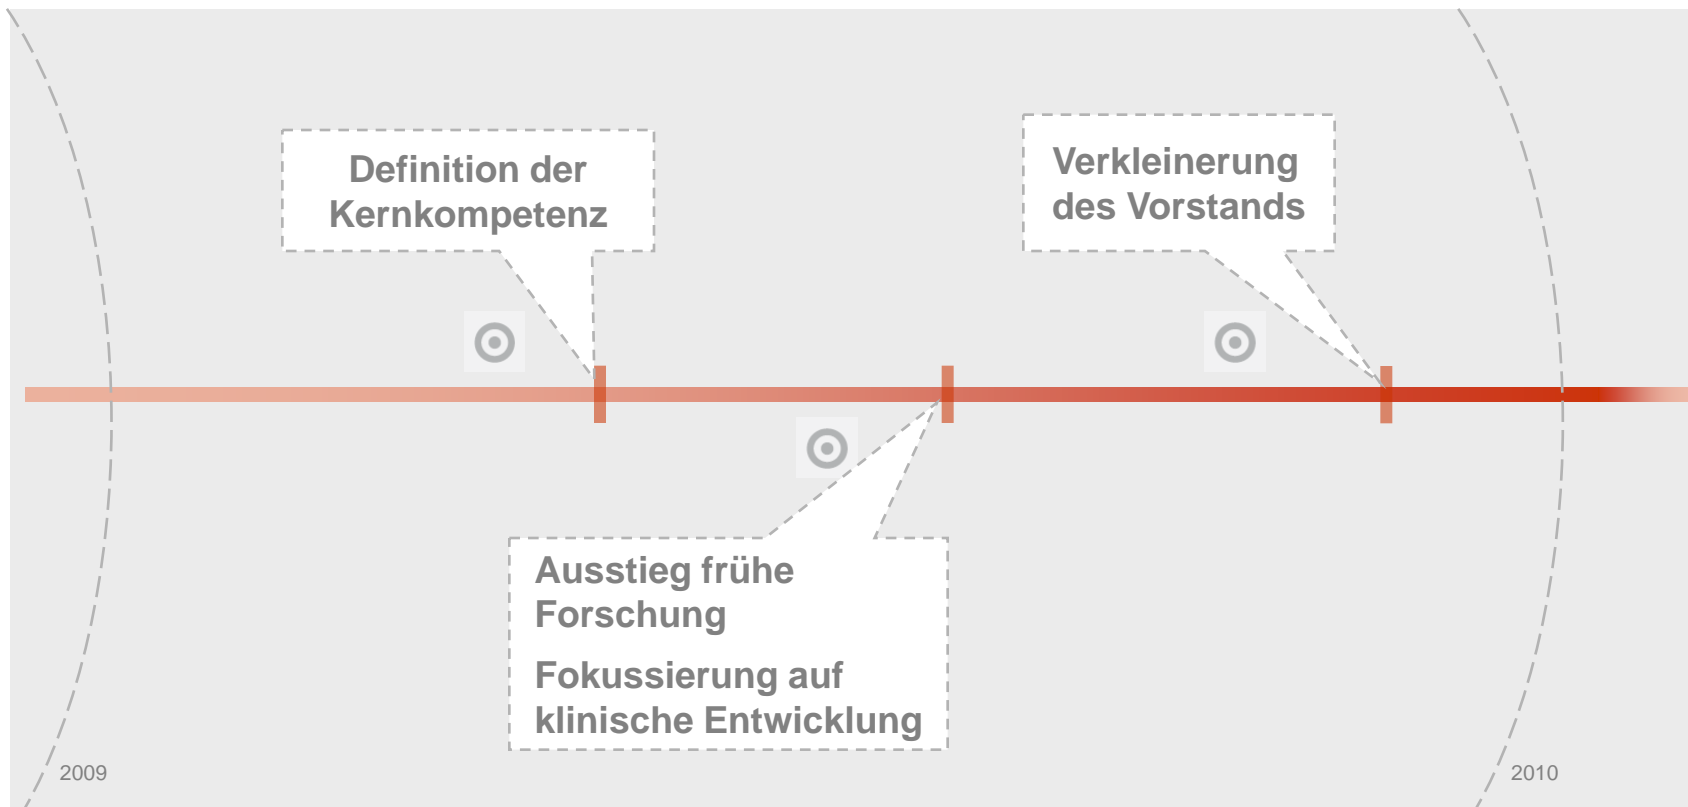 Definition der
Kernkompetenz
Verkleinerung
des Vorstands
Ausstieg frühe
Forschung
Fokussierung auf
klinische Entwicklung
2009
2010